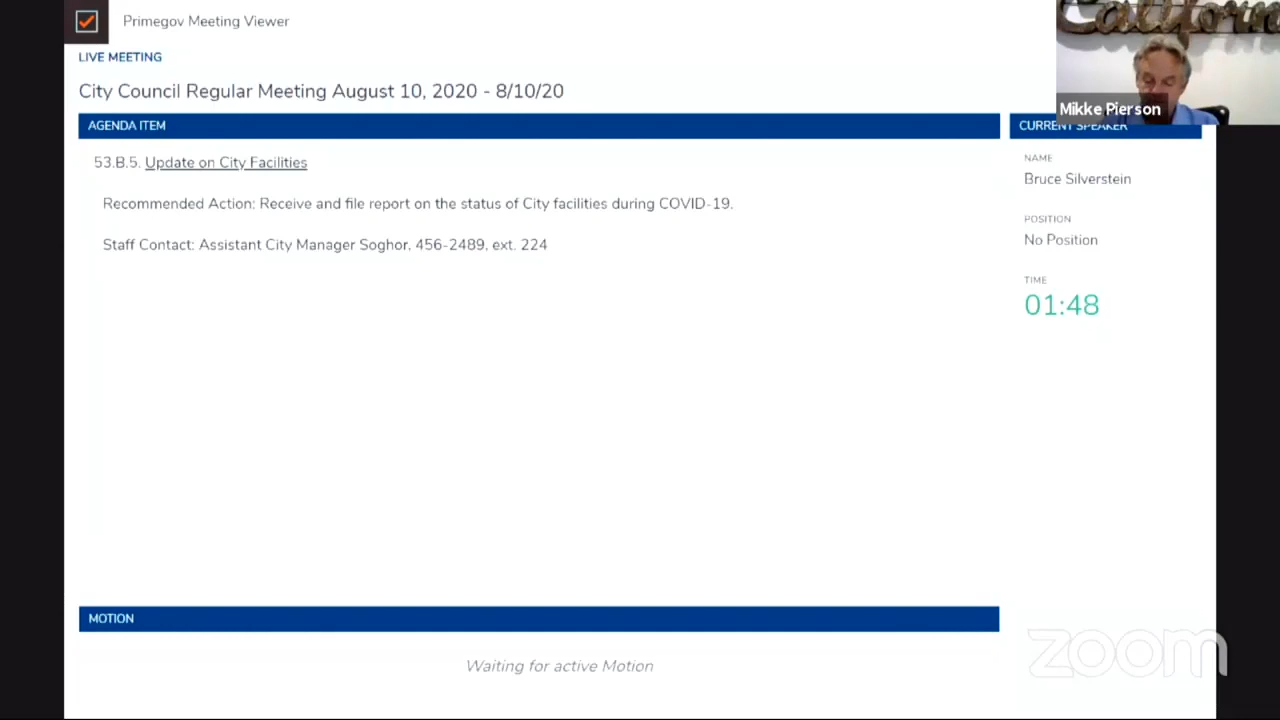 Primegov Meeting Viewer
LIVE MEETING
City Council Regular Meeting August 10, 2020 - 8/10/20
AGENDA ITEM
53.B.5. Update on City Facilities
Recommended Action: Receive and file report on the status of City facilities during COVID-19.
Staff Contact: Assistant City Manager Soghor, 456-2489, ext. 224
Californ
Mikke Pierson
CURRENT SPEAKER
NAME
Bruce Silverstein
POSITION
No Position
TIME
01:48
MOTION
Waiting for active Motion
zoom